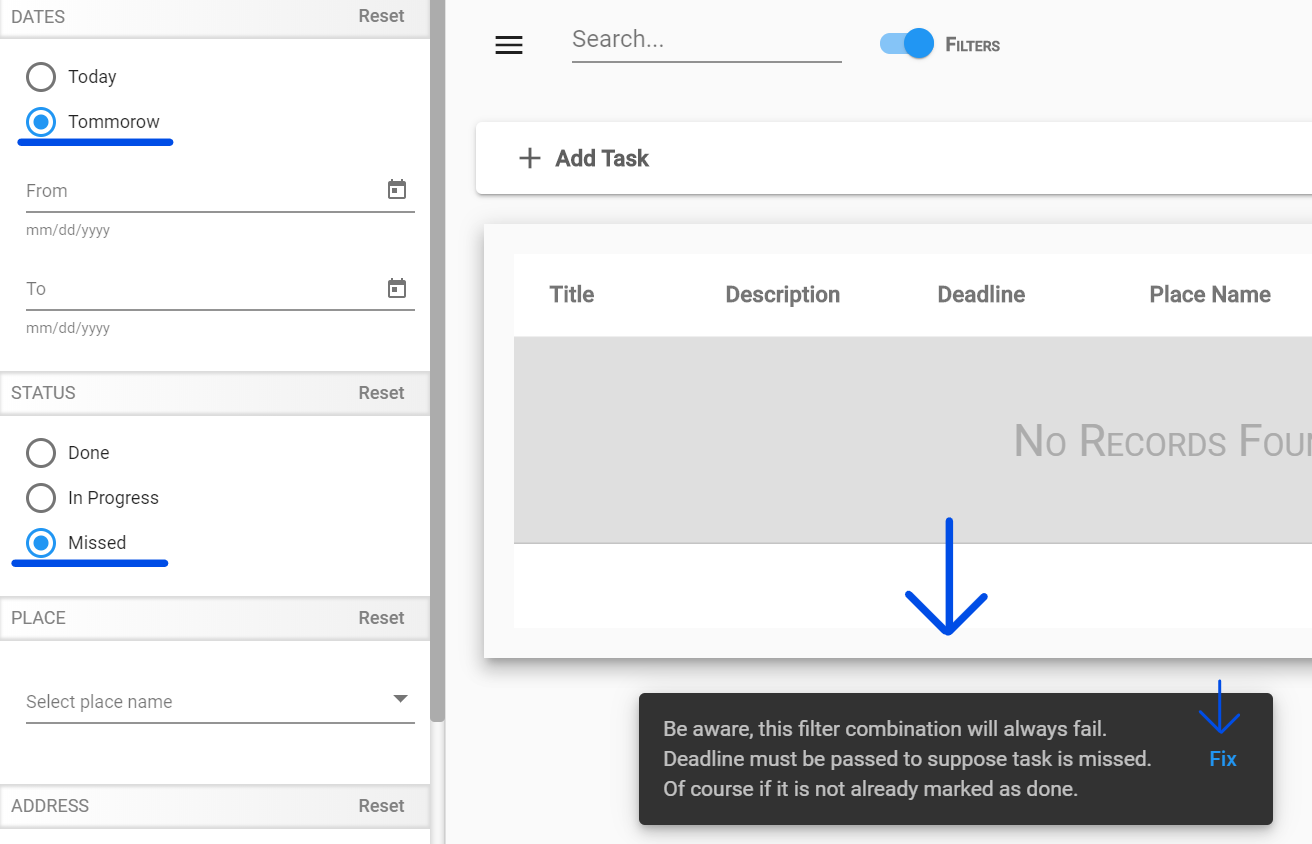 DATES Reset
Today
Tommorow
From
mm/dd/yyyy
To
mm/dd/yyyy
STATUS Reset
Done
In Progress
Missed
PLACE Reset
Select place name
ADDRESS Reset
Search...
Filters
Add Task
Title Description Deadline Place Name
No Records
Be aware, this filter combination will always fail.
Deadline must be passed to suppose task is missed.
Of course if it is not already marked as done.
Fix